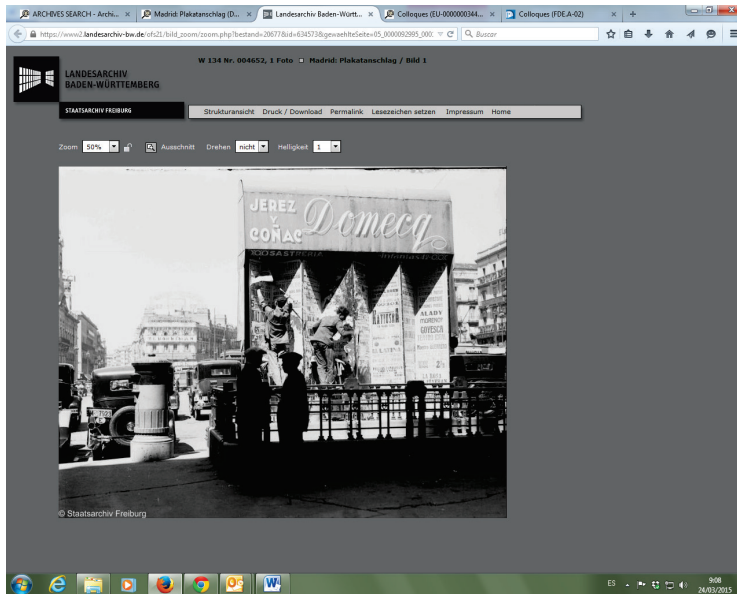 ARCHIVES SEARCH - Archi...
Madrid: Plakatanschlag (D...
Landesarchiv Baden-Württ...
Colloques (EU-0000000344...
Colloques (FDE.A-02)
https://www2.landesarchiv-bw.de/ofs21/bild_zoom/zoom.php?bestand=20677&id=634573&gewaehlteSeite=05_0000092995_000:
Buscar
W 134 Nr. 004652, 1 Foto
Madrid: Plakatanschlag / Bild 1
LANDESARCHIV
BADEN-WÜRTTEMBERG
STAATSARCHIV FREIBURG
Strukturansicht Druck / Download Permalink Lesezeichen setzen Impressum Home
Zoom 50% Ausschnitt Drehen nicht Helligkeit 1
JEREZ
Y
COÑAC
Domecq
SASTRERIA
ALADY
GOYESCA
© Staatsarchiv Freiburg
ES
9:08
24/03/2015